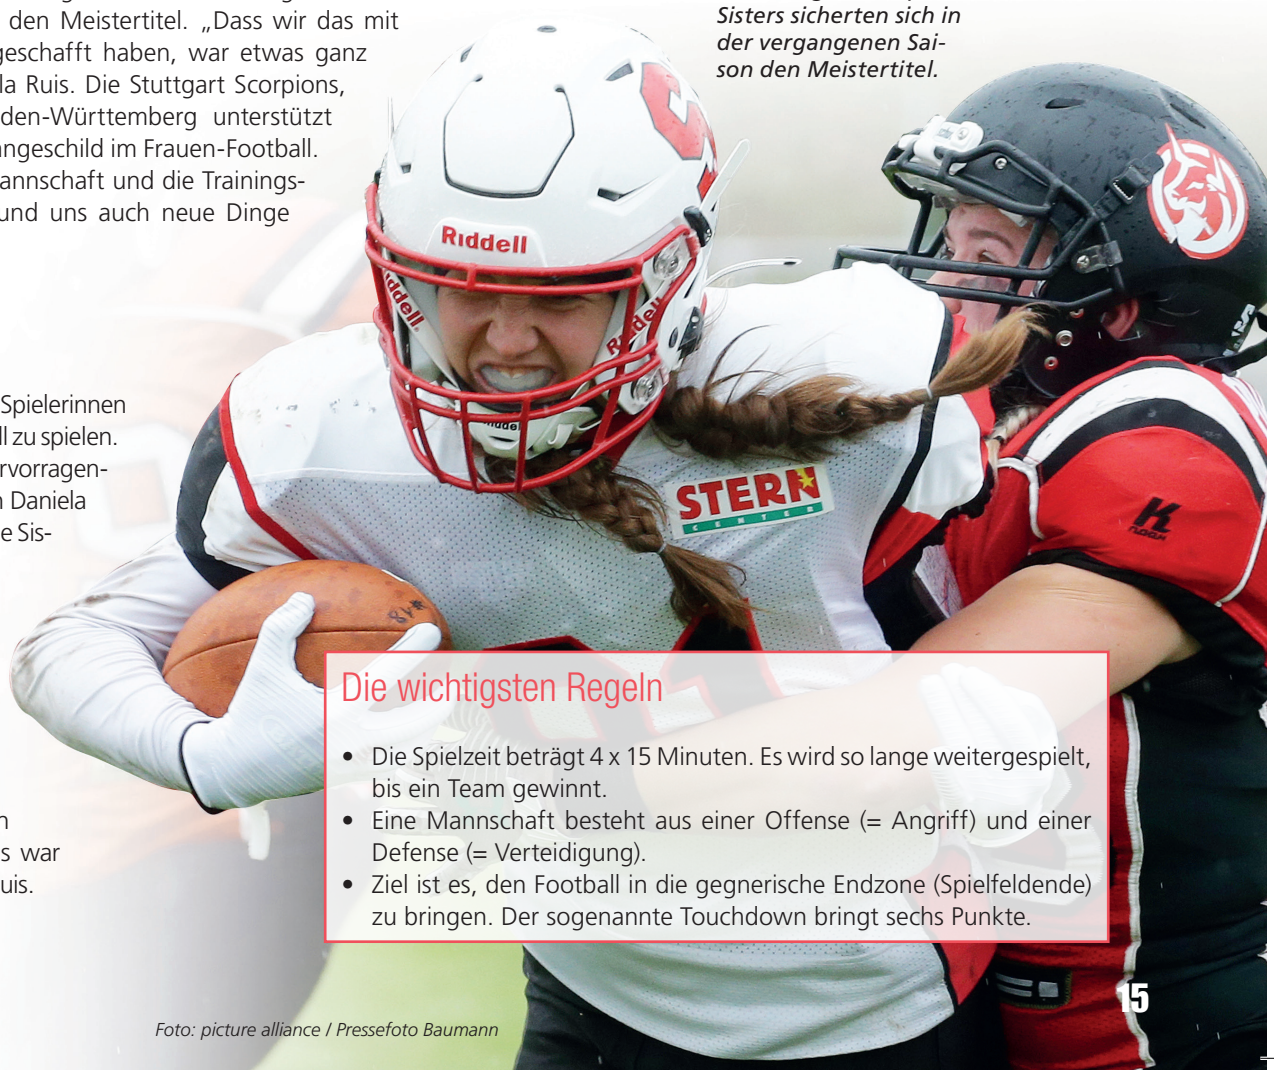 den Meistertitel. „Dass wir das mit
geschafft haben, war etwas ganz
la Ruis. Die Stuttgart Scorpions,
den-Württemberg unterstützt
angeschild im Frauen-Football.
annschaft und die Trainings-
und uns auch neue Dinge
Sisters sicherten sich in
der vergangenen Sai-
son den Meistertitel.
Spielerinnen
ll zu spielen.
ervorragen-
n Daniela
e Sis-
n
s war
uis.
Riddell
Riddell
Riddell
STERN
CENTER
K
noam
#18
Die wichtigsten Regeln
• Die Spielzeit beträgt 4 x 15 Minuten. Es wird so lange weitergespielt,
bis ein Team gewinnt.
• Eine Mannschaft besteht aus einer Offense (= Angriff) und einer
Defense (= Verteidigung).
• Ziel ist es, den Football in die gegnerische Endzone (Spielfeldende)
zu bringen. Der sogenannte Touchdown bringt sechs Punkte.
15
Foto: picture alliance / Pressefoto Baumann